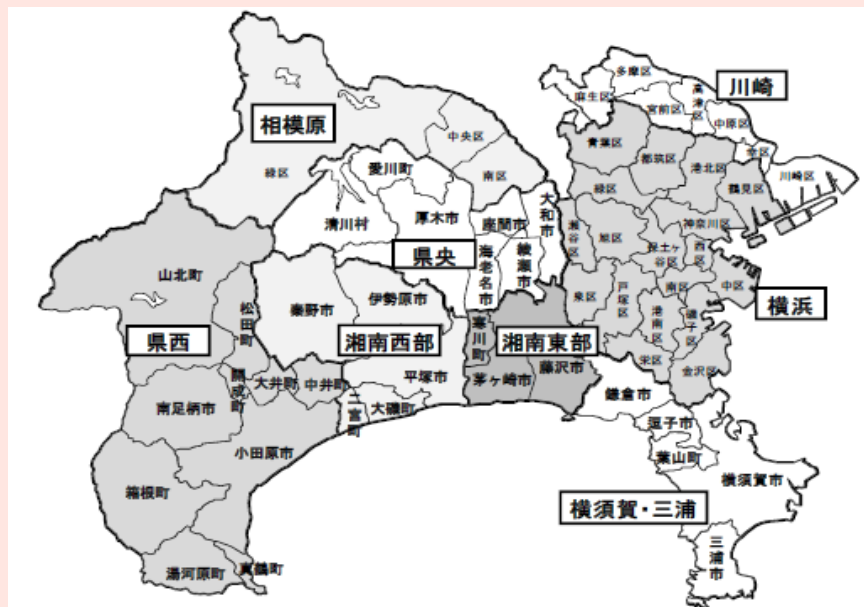 相模原
緑区
中央区
南区
川崎
多摩区
麻生区
宮前区
高津区
中原区
幸区
川崎区
横浜
青葉区
都筑区
港北区
鶴見区
緑区
神奈川区
瀬谷区
旭区
保土ヶ谷区
西区
中区
泉区
戸塚区
南区
港南区
磯子区
栄区
金沢区
県央
愛川町
清川村
厚木市
座間市
大和市
海老名市
綾瀬市
湘南西部
秦野市
伊勢原市
平塚市
大磯町
二宮町
湘南東部
寒川町
茅ヶ崎市
藤沢市
県西
山北町
松田町
開成町
大井町
中井町
南足柄市
小田原市
箱根町
湯河原町
真鶴町
横須賀・三浦
鎌倉市
逗子市
葉山町
横須賀市
三浦市